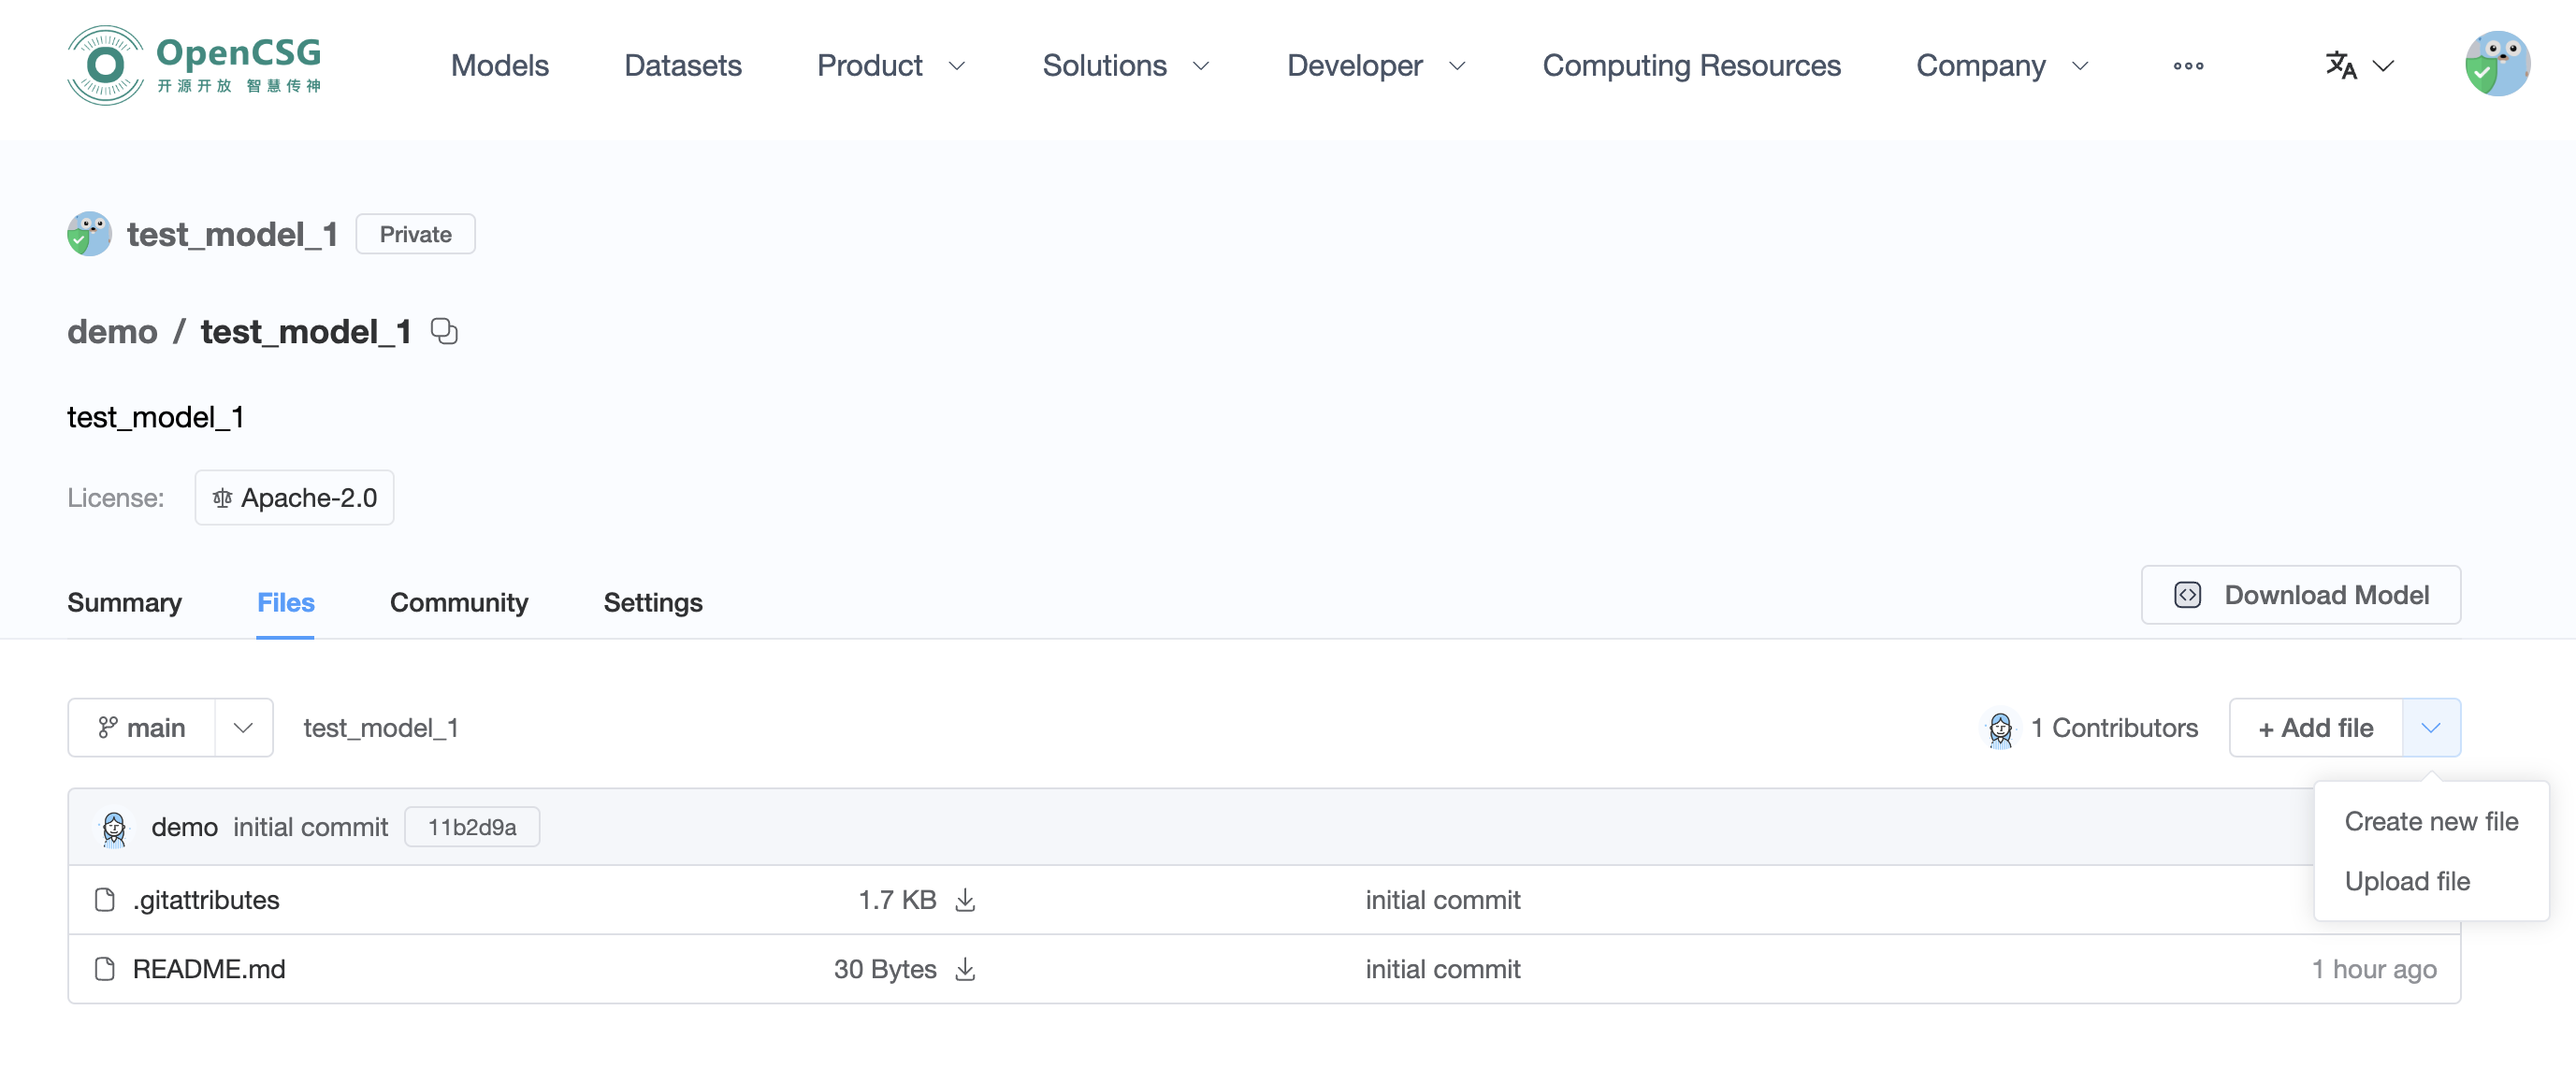 OpenCSG
开源开放 智慧传神
Models Datasets Product Solutions Developer Computing Resources Company
test_model_1 Private
demo / test_model_1
test_model_1
License: Apache-2.0
Summary Files Community Settings Download Model
main test_model_1 1 Contributors + Add file
demo initial commit 11b2d9a
Create new file
Upload file
.gitattributes 1.7 KB initial commit
README.md 30 Bytes initial commit 1 hour ago